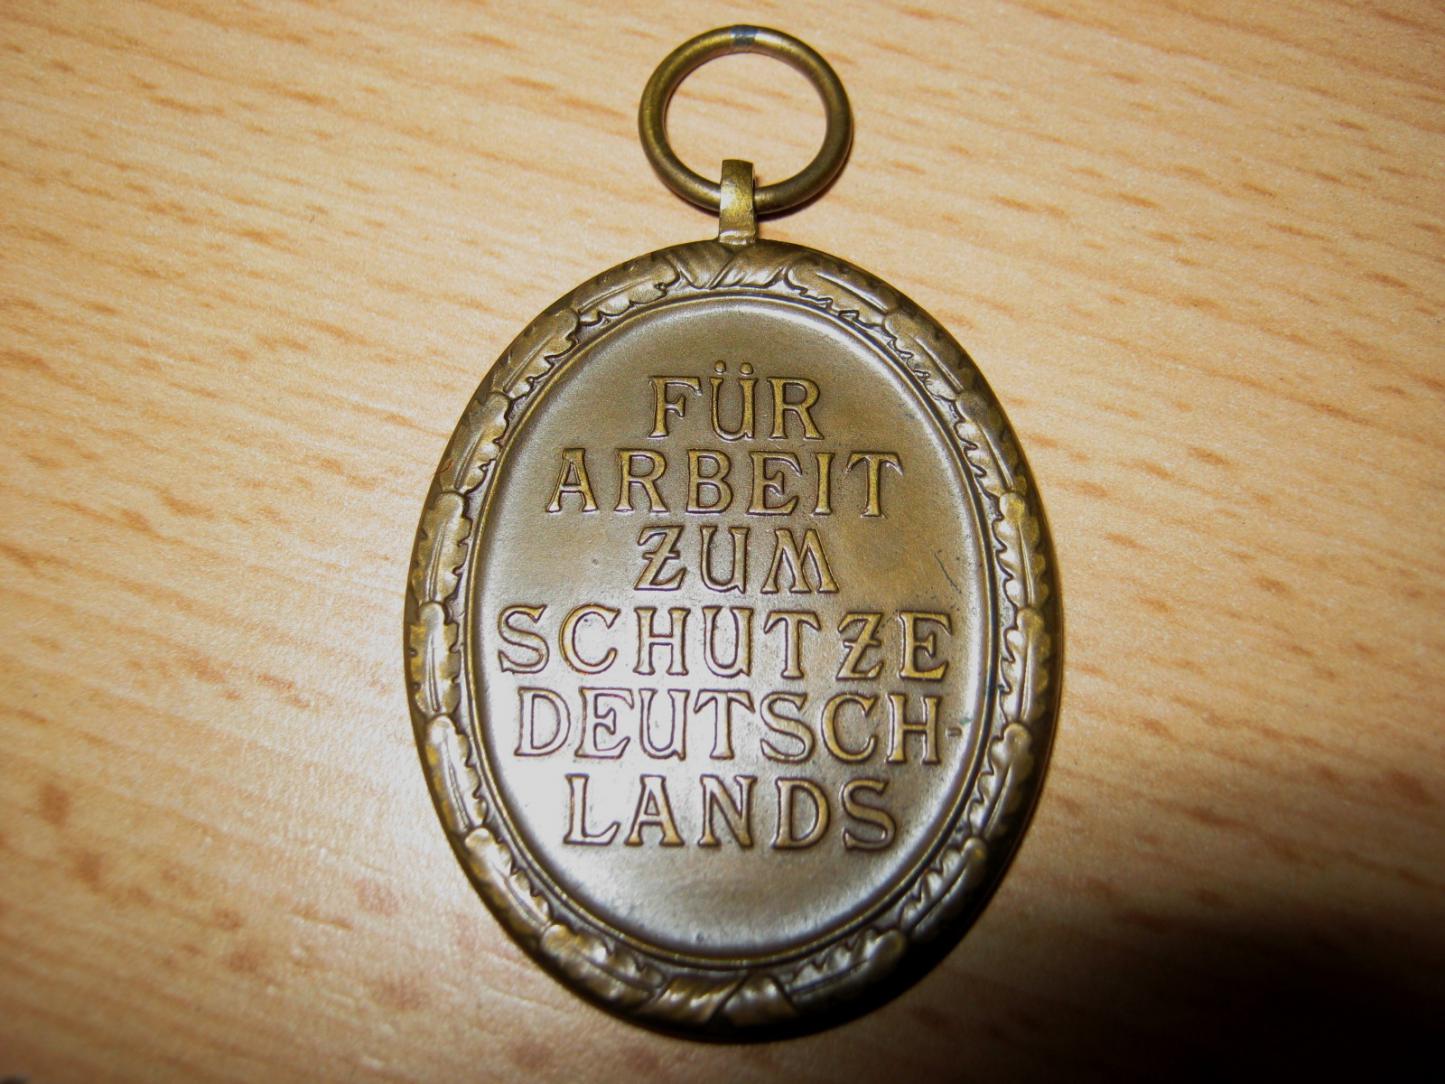 FÜR
ARBEIT
ZUM
SCHUTZE
DEUTSCH-
LANDS